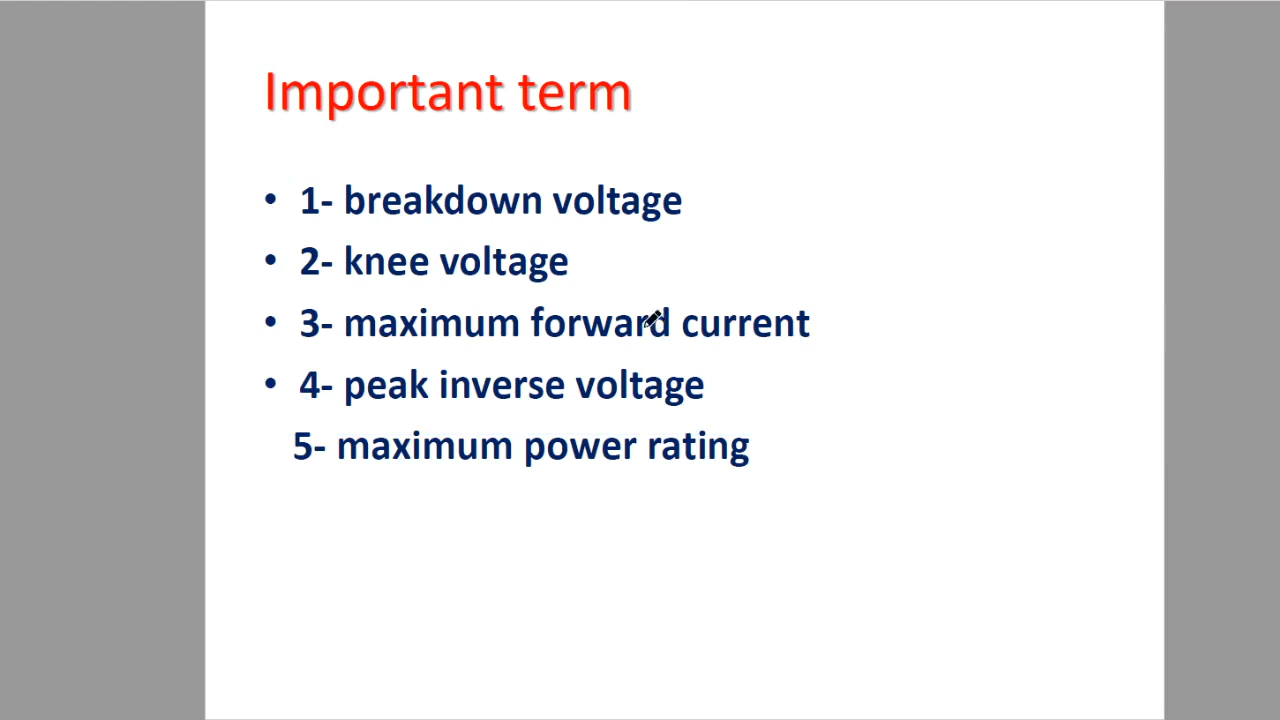 Important term
• 1- breakdown voltage
• 2- knee voltage
• 3- maximum forward current
• 4- peak inverse voltage
5- maximum power rating